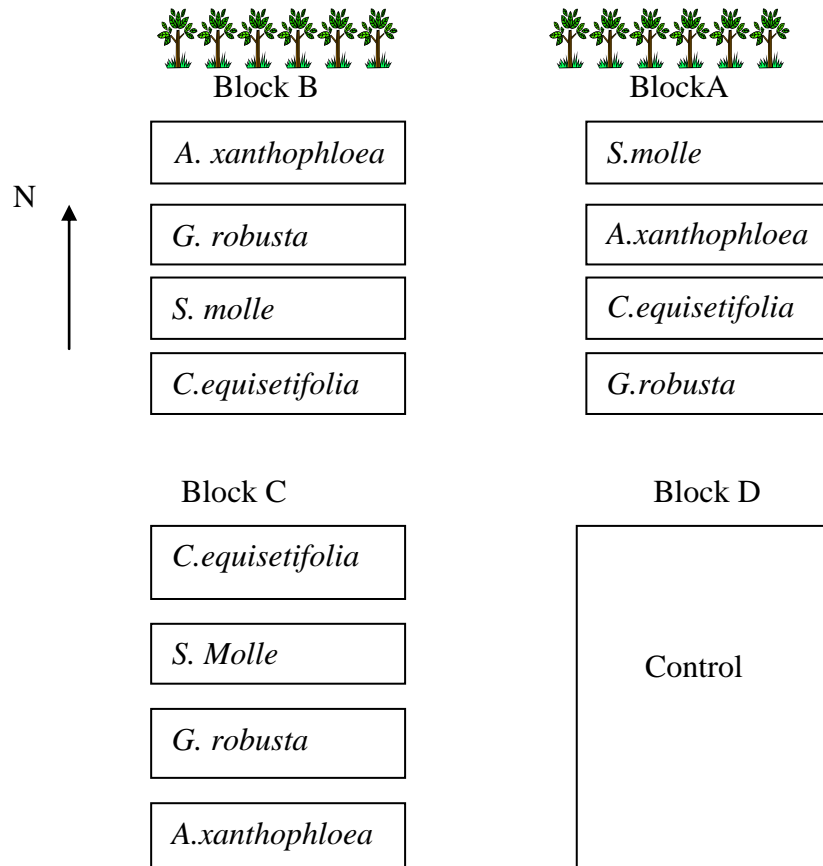 Block B
A. xanthophloea
G. robusta
S. molle
C.equisetifolia
BlockA
S.molle
A.xanthophloea
C.equisetifolia
G.robusta
N
Block C
C.equisetifolia
S. Molle
G. robusta
A.xanthophloea
Block D
Control